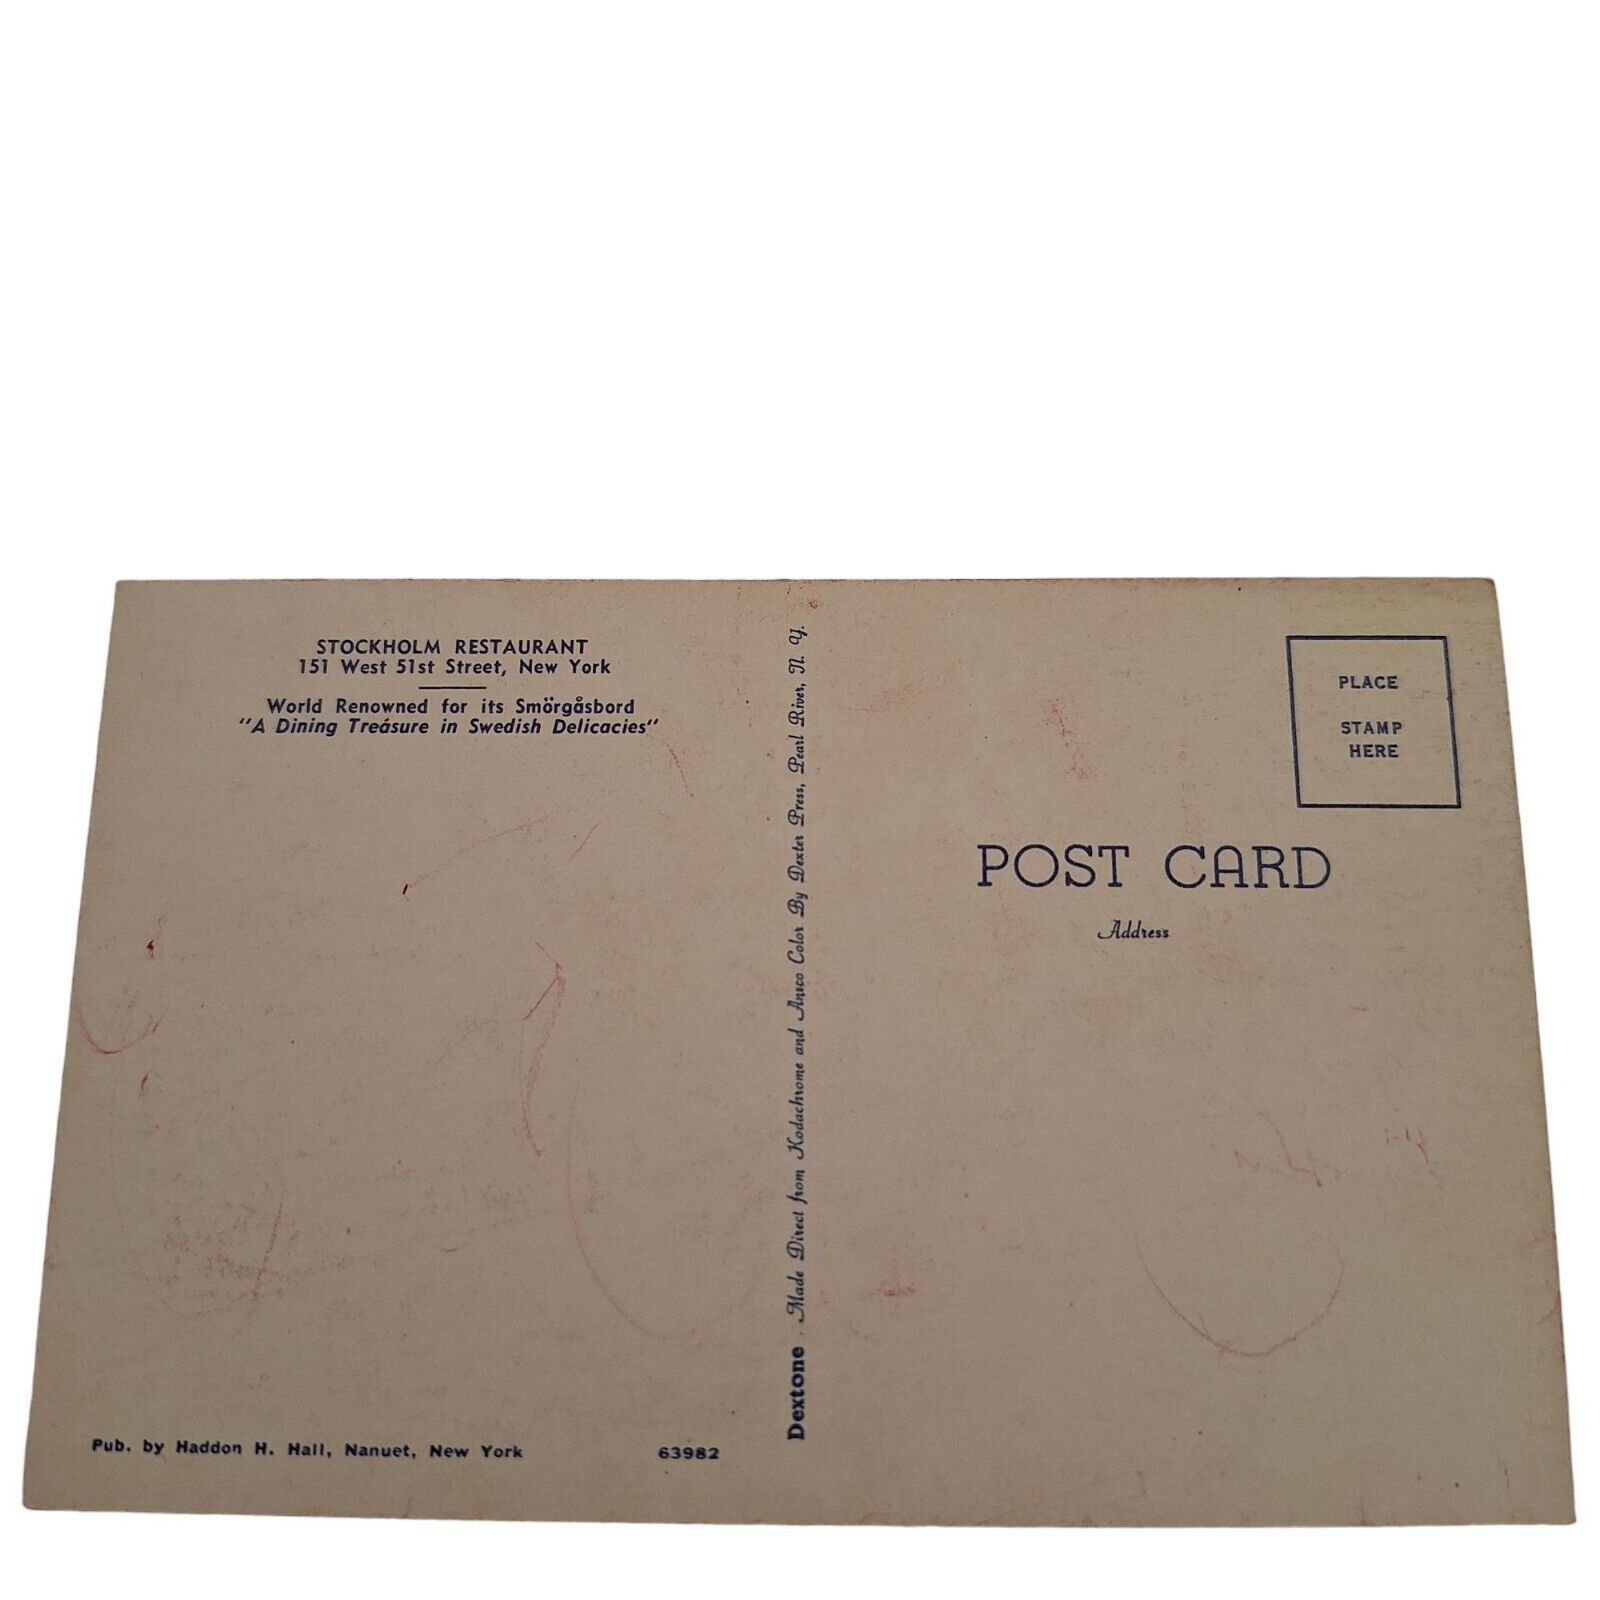 STOCKHOLM RESTAURANT
151 West 51st Street, New York
World Renowned for its Smörgåsbord
"A Dining Treasure in Swedish Delicacies"
Pub. by Haddon H. Hall, Nanuet, New York
63982
Dextone . Made Direct from Kodachrome and Ansco Color By Dexter Press, Pearl River, N. Y.
PLACE
STAMP
HERE
POST CARD
Address